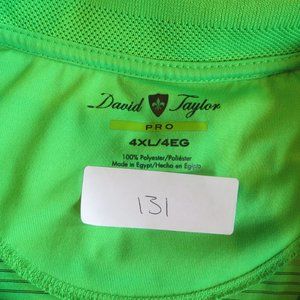 David Taylor
PRO
4XL/4EG
100% Polyester/Poliéster
Made in Egypt/Hecho en Egipto
131